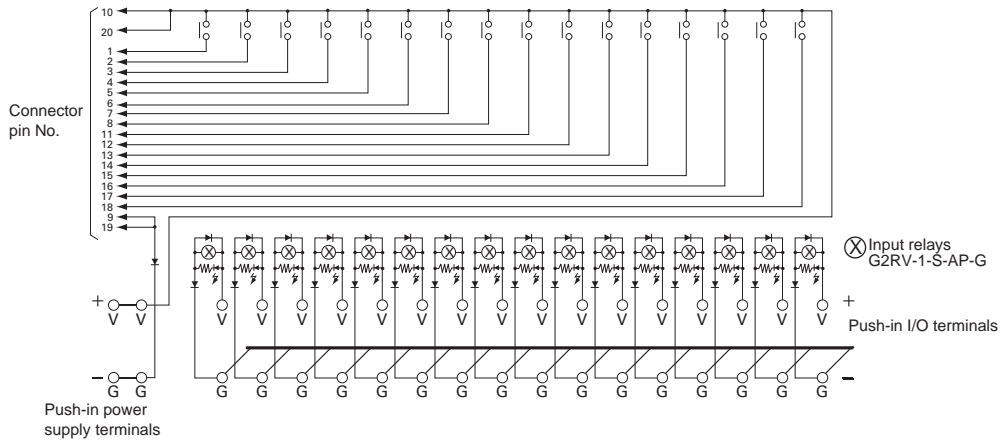 10
20
1
2
3
4
5
6
7
8
11
12
13
14
15
16
17
18
9
19
Connector
pin No.
Input relays
G2RV-1-S-AP-G
+
V V
V V V V V V V V V V V V V V V V
+
Push-in I/O terminals
−
G G
G G G G G G G G G G G G G G G G
−
Push-in power
supply terminals